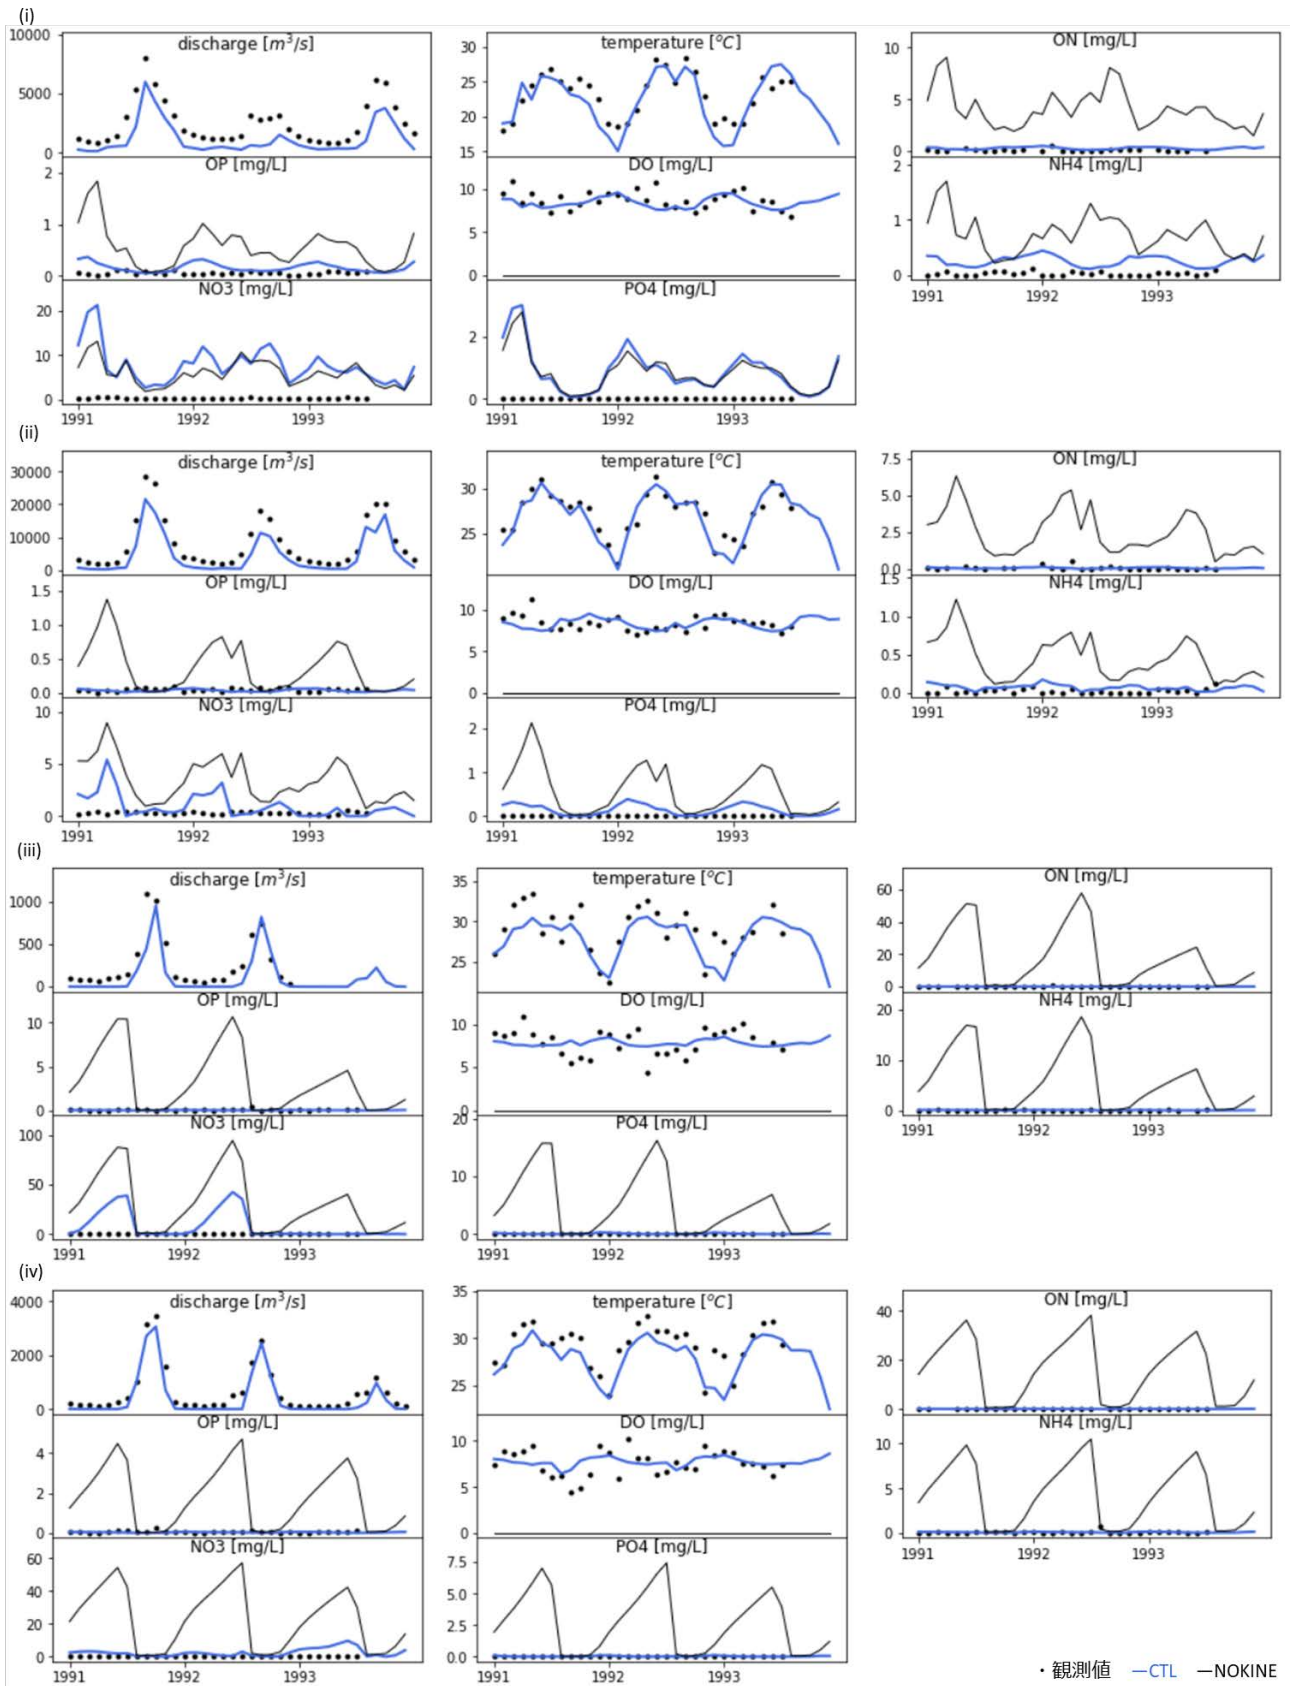 (i)
discharge [m³/s]
10000
5000
0
temperature [°C]
30
25
20
15
ON [mg/L]
10
5
0
OP [mg/L]
2
1
0
DO [mg/L]
10
5
0
NH4 [mg/L]
2
1
0
1991 1992 1993
NO3 [mg/L]
20
10
0
1991 1992 1993
PO4 [mg/L]
2
0
1991 1992 1993
(ii)
discharge [m³/s]
30000
20000
10000
0
temperature [°C]
30
25
ON [mg/L]
7.5
5.0
2.5
0.0
OP [mg/L]
1.5
1.0
0.5
0.0
DO [mg/L]
10
5
0
NH4 [mg/L]
1.5
1.0
0.5
0.0
1991 1992 1993
NO3 [mg/L]
10
5
0
1991 1992 1993
PO4 [mg/L]
2
1
0
1991 1992 1993
(iii)
discharge [m³/s]
1000
500
0
temperature [°C]
35
30
25
ON [mg/L]
60
40
20
0
OP [mg/L]
10
5
0
DO [mg/L]
10
5
0
NH4 [mg/L]
20
10
0
1991 1992 1993
NO3 [mg/L]
100
50
0
1991 1992 1993
PO4 [mg/L]
20
10
0
1991 1992 1993
(iv)
discharge [m³/s]
4000
2000
0
temperature [°C]
35
30
25
ON [mg/L]
40
20
0
OP [mg/L]
4
2
0
DO [mg/L]
10
5
0
NH4 [mg/L]
10
5
0
1991 1992 1993
NO3 [mg/L]
60
40
20
0
1991 1992 1993
PO4 [mg/L]
7.5
5.0
2.5
0.0
1991 1992 1993
・観測値 —CTL —NOKINE